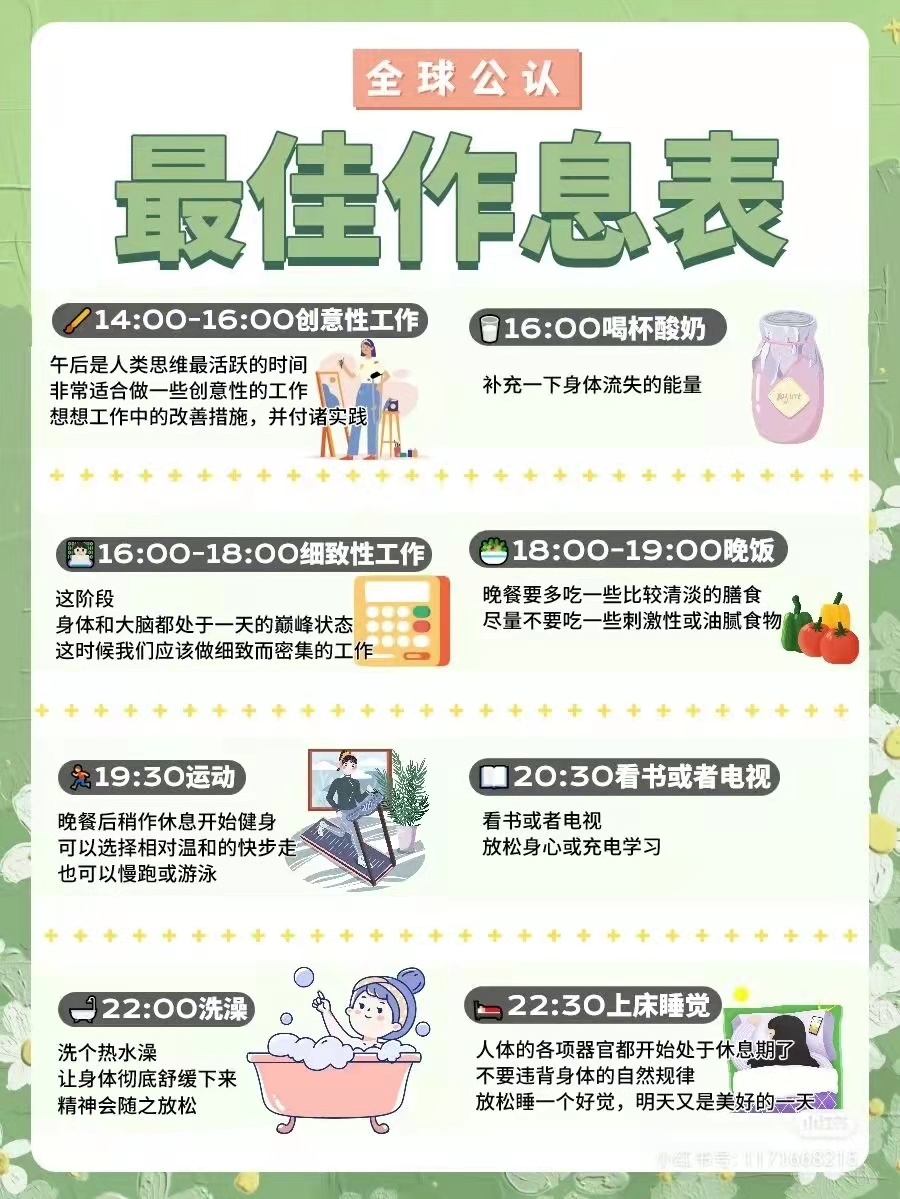 全球公认
最佳作息表
14:00-16:00创意性工作
午后是人类思维最活跃的时间
非常适合做一些创意性的工作
想想工作中的改善措施，并付诸实践
16:00喝杯酸奶
补充一下身体流失的能量
16:00-18:00细致性工作
这阶段
身体和大脑都处于一天的巅峰状态
这时候我们应该做细致而密集的工作
18:00-19:00晚饭
晚餐要多吃一些比较清淡的膳食
尽量不要吃一些刺激性或油腻食物
19:30运动
晚餐后稍作休息开始健身
可以选择相对温和的快步走
也可以慢跑或游泳
20:30看书或者电视
看书或者电视
放松身心或充电学习
22:00洗澡
洗个热水澡
让身体彻底舒缓下来
精神会随之放松
22:30上床睡觉
人体的各项器官都开始处于休息期了
不要违背身体的自然规律
放松睡一个好觉，明天又是美好的一天
小红书